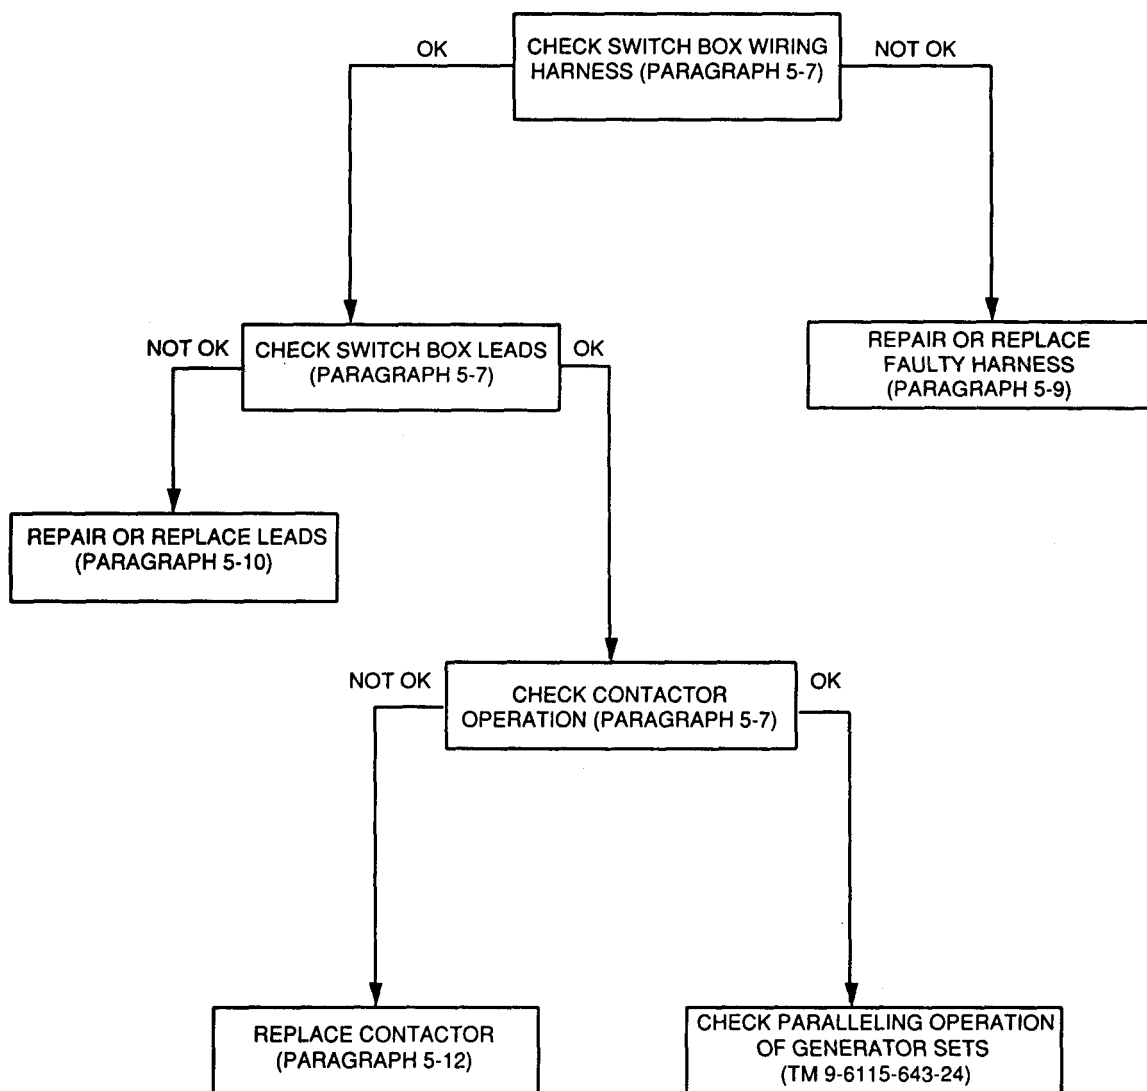 OK
CHECK SWITCH BOX WIRING
HARNESS (PARAGRAPH 5-7)
NOT OK
NOT OK
CHECK SWITCH BOX LEADS
(PARAGRAPH 5-7)
OK
REPAIR OR REPLACE
FAULTY HARNESS
(PARAGRAPH 5-9)
REPAIR OR REPLACE LEADS
(PARAGRAPH 5-10)
NOT OK
CHECK CONTACTOR
OPERATION (PARAGRAPH 5-7)
OK
REPLACE CONTACTOR
(PARAGRAPH 5-12)
CHECK PARALLELING OPERATION
OF GENERATOR SETS
(TM 9-6115-643-24)